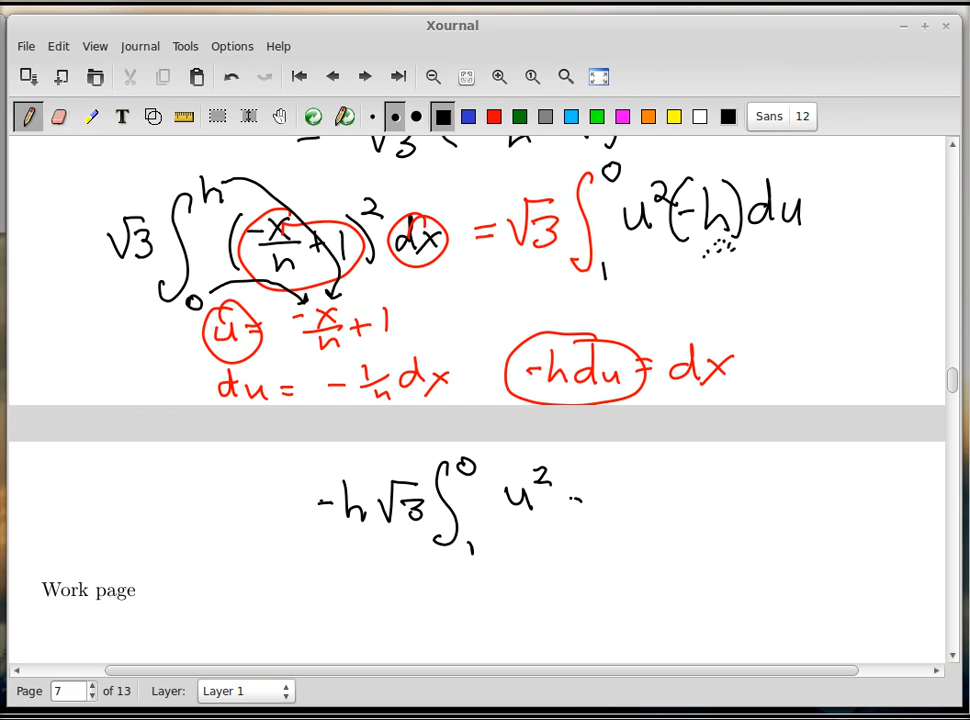 Xournal
File Edit View Journal Tools Options Help
Sans 12
√3 ∫₀ʰ (-x/h + 1)² dx = √3 ∫₁⁰ u²(-h) du
u = -x/h + 1
du = -1/h dx -hdu = dx
-h √3 ∫₁⁰ u²
Work page
Page 7 of 13 Layer: Layer 1